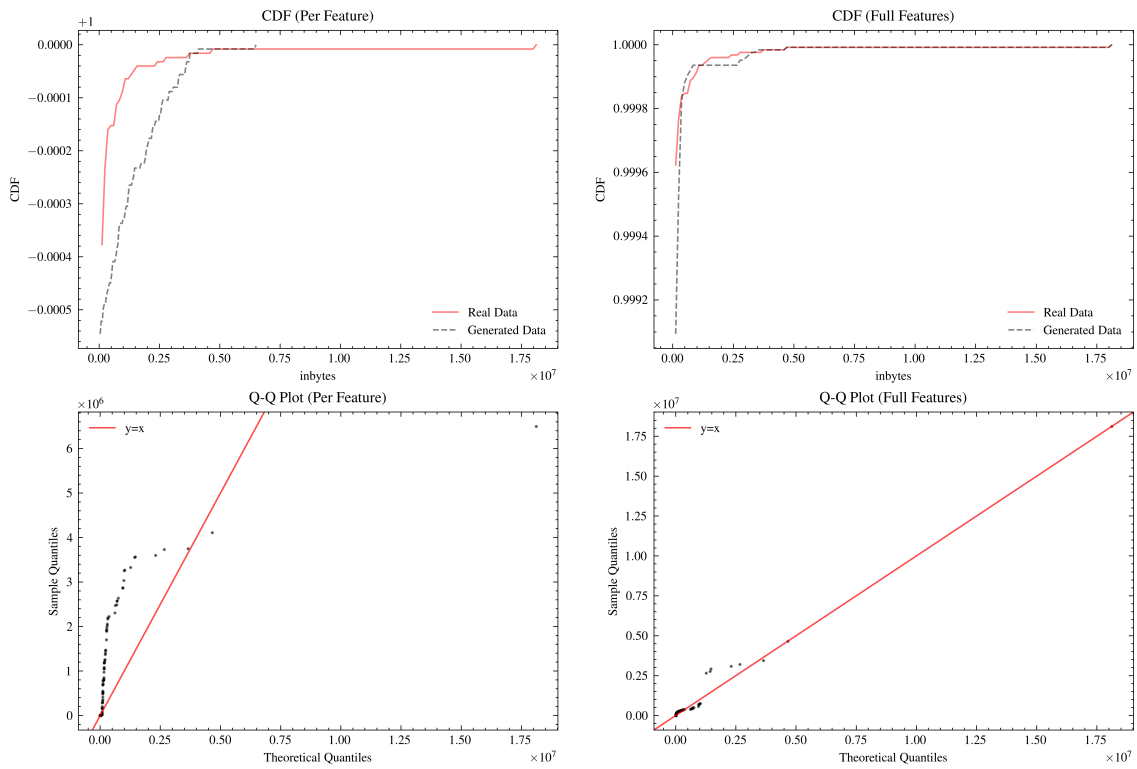 CDF (Per Feature)
+1
0.0000
−0.0001
−0.0002
−0.0003
−0.0004
−0.0005
CDF
Real Data
Generated Data
0.00 0.25 0.50 0.75 1.00 1.25 1.50 1.75
inbytes
×10⁷
CDF (Full Features)
1.0000
0.9998
0.9996
0.9994
0.9992
CDF
Real Data
Generated Data
0.00 0.25 0.50 0.75 1.00 1.25 1.50 1.75
inbytes
×10⁷
Q-Q Plot (Per Feature)
×10⁶
y=x
6
5
4
3
2
1
0
Sample Quantiles
0.00 0.25 0.50 0.75 1.00 1.25 1.50 1.75
Theoretical Quantiles
×10⁷
Q-Q Plot (Full Features)
×10⁷
y=x
1.75
1.50
1.25
1.00
0.75
0.50
0.25
0.00
Sample Quantiles
0.00 0.25 0.50 0.75 1.00 1.25 1.50 1.75
Theoretical Quantiles
×10⁷